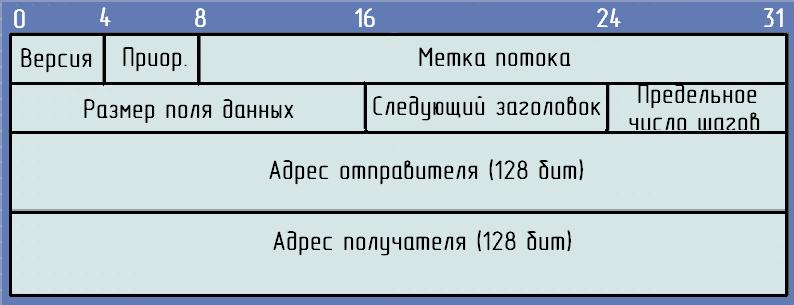 0 4 8 16 24 31
Версия Приор. Метка потока
Размер поля данных Следующий заголовок Предельное
число шагов
Адрес отправителя (128 бит)
Адрес получателя (128 бит)